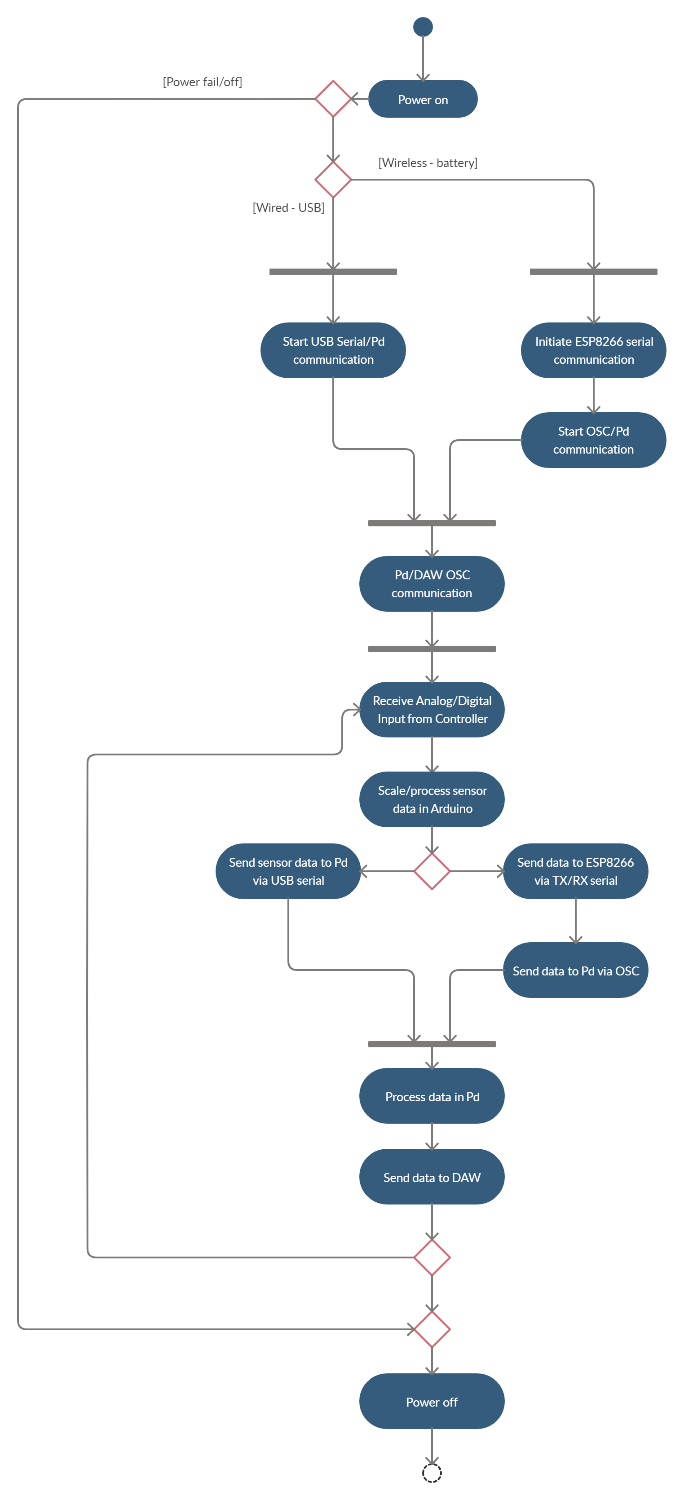 [Power fail/off]
Power on
[Wireless - battery]
[Wired - USB]
Start USB Serial/Pd
communication
Initiate ESP8266 serial
communication
Start OSC/Pd
communication
Pd/DAW OSC
communication
Receive Analog/Digital
Input from Controller
Scale/process sensor
data in Arduino
Send sensor data to Pd
via USB serial
Send data to ESP8266
via TX/RX serial
Send data to Pd via OSC
Process data in Pd
Send data to DAW
Power off